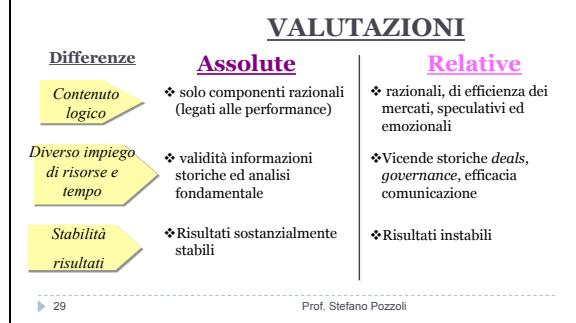 VALUTAZIONI
Differenze
Assolute
Relative
Contenuto
logico
❖ solo componenti razionali
(legati alle performance)
❖ razionali, di efficienza dei
mercati, speculativi ed
emozionali
Diverso impiego
di risorse e
tempo
❖ validità informazioni
storiche ed analisi
fondamentale
❖Vicende storiche deals,
governance, efficacia
comunicazione
Stabilità
risultati
❖Risultati sostanzialmente
stabili
❖Risultati instabili
29
Prof. Stefano Pozzoli